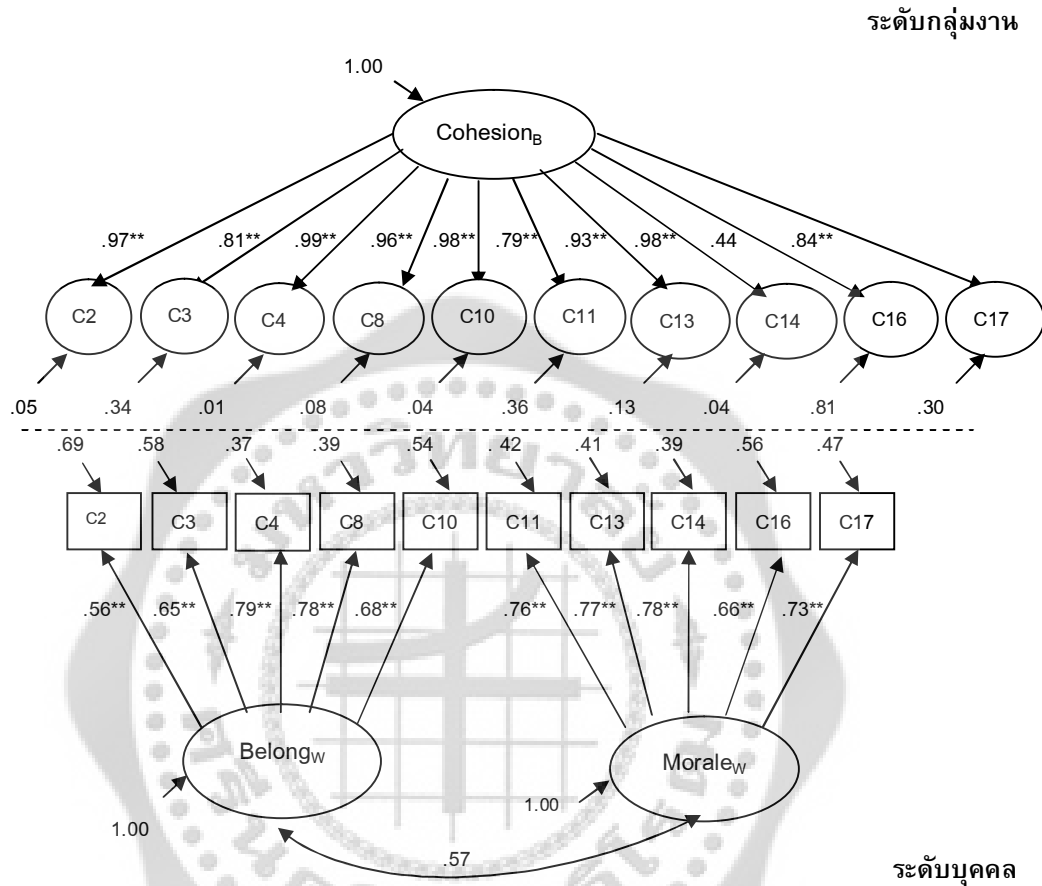 ระดับกลุ่มงาน
1.00
Cohesion_B
.97** .81** .99** .96** .98** .79** .93** .98** .44 .84**
C2 C3 C4 C8 C10 C11 C13 C14 C16 C17
.05 .34 .01 .08 .04 .36 .13 .04 .81 .30
.69 .58 .37 .39 .54 .42 .41 .39 .56 .47
C2 C3 C4 C8 C10 C11 C13 C14 C16 C17
.56** .65** .79** .78** .68** .76** .77** .78** .66** .73**
Belong_W Morale_W
1.00 1.00
.57
ระดับบุคคล